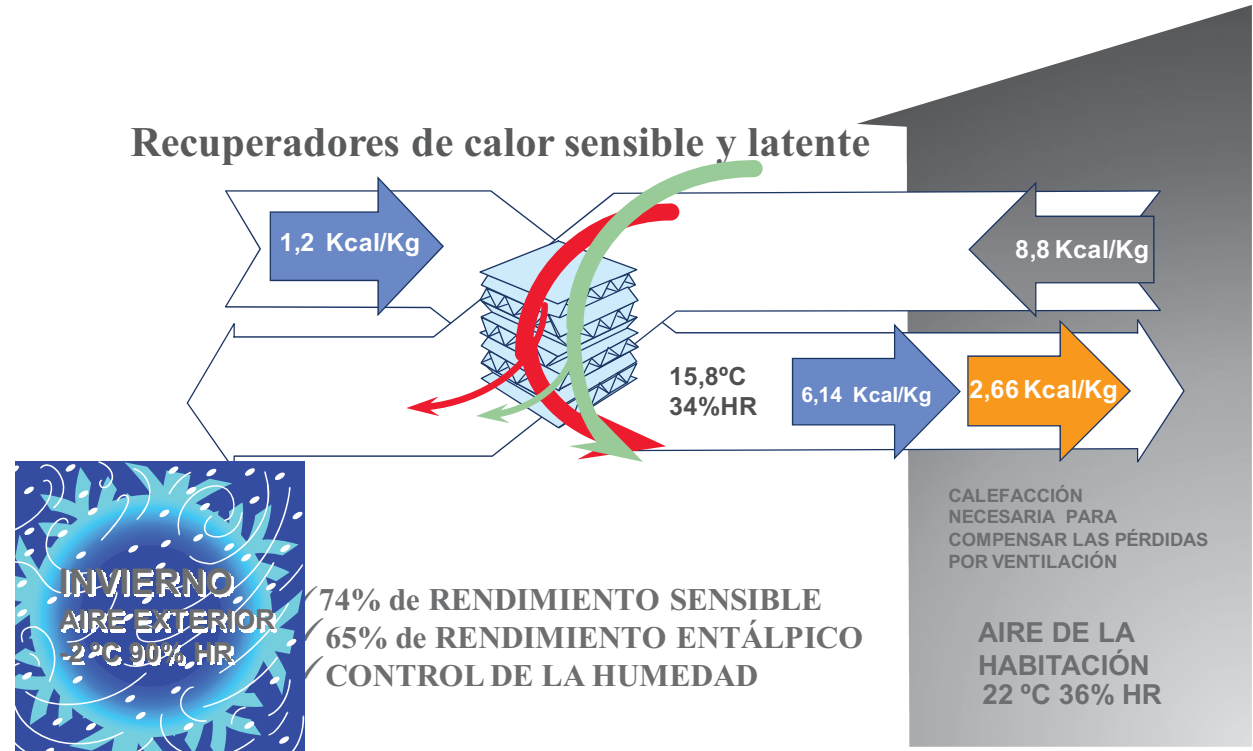 Recuperadores de calor sensible y latente
1,2 Kcal/Kg
8,8 Kcal/Kg
15,8ºC
34%HR
6,14 Kcal/Kg
2,66 Kcal/Kg
CALEFACCIÓN
NECESARIA PARA
COMPENSAR LAS PÉRDIDAS
POR VENTILACIÓN
INVIERNO
AIRE EXTERIOR
-2 ºC 90% HR
✓74% de RENDIMIENTO SENSIBLE
✓65% de RENDIMIENTO ENTÁLPICO
✓CONTROL DE LA HUMEDAD
AIRE DE LA
HABITACIÓN
22 ºC 36% HR